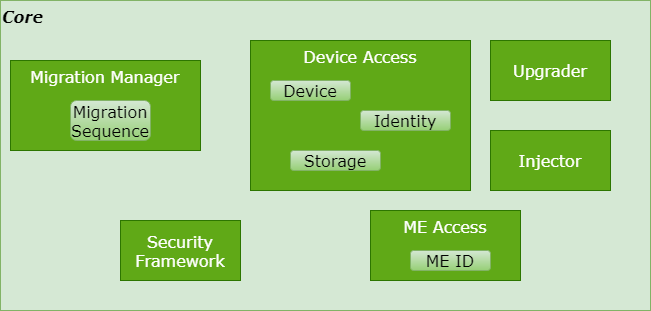 Core
Migration Manager
Migration
Sequence
Device Access
Device
Identity
Storage
Upgrader
Injector
Security
Framework
ME Access
ME ID